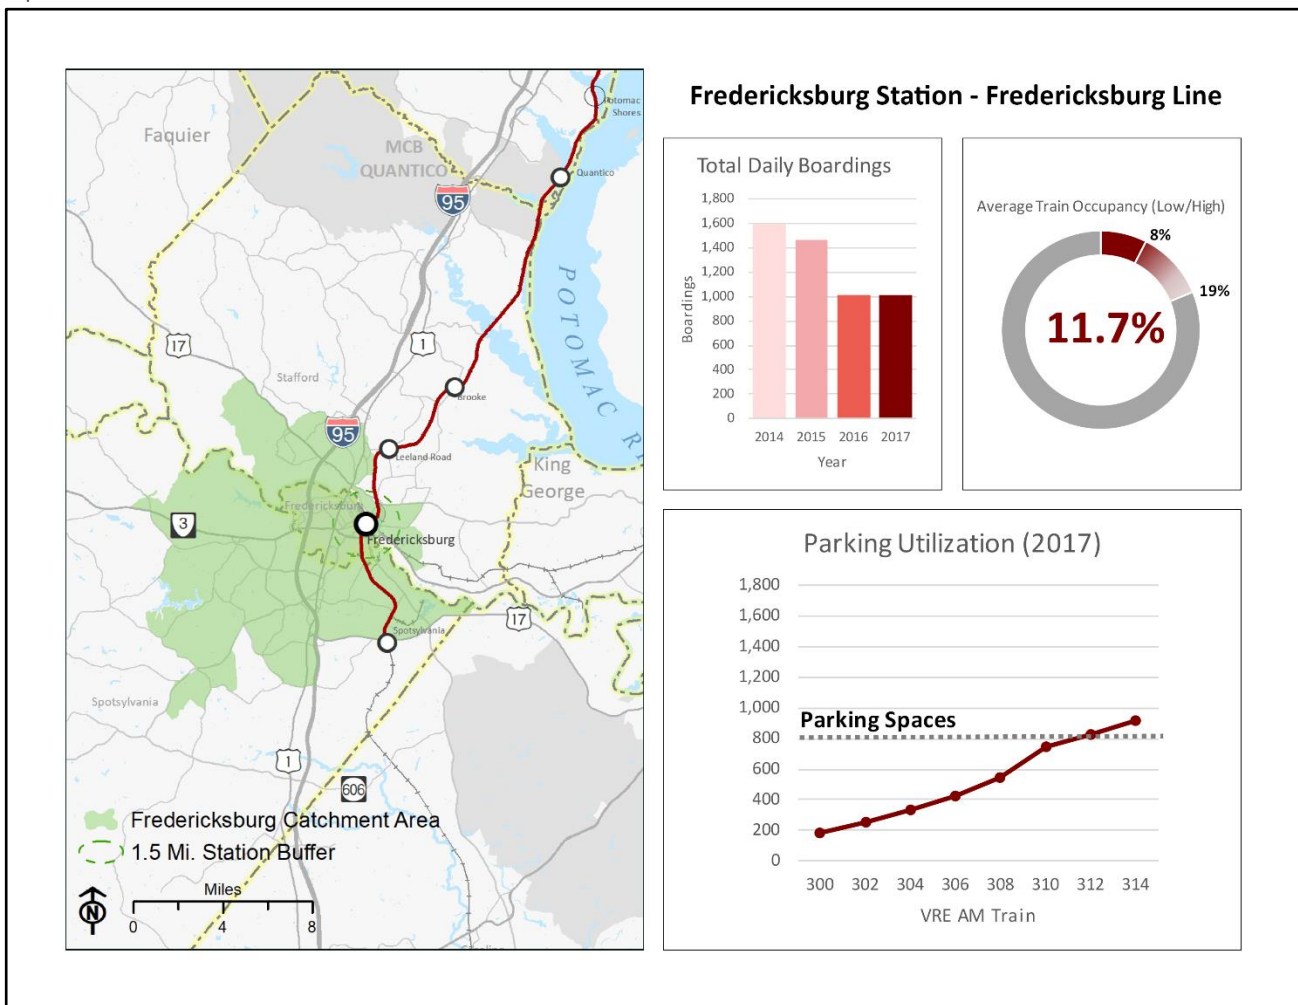 Fredericksburg Station - Fredericksburg Line
Faquier
MCB
QUANTICO
95
Potomac
Shores
Quantico
POTOMAC
17
1
Stafford
Brooke
95
Leeland Road
King
George
3
Fredericksburg
Fredericksburg
17
Spotsylvania
Spotsylvania
1
606
Fredericksburg Catchment Area
1.5 Mi. Station Buffer
Miles
N
0 4 8
Total Daily Boardings
1,800
1,600
1,400
1,200
1,000
800
600
400
200
0
Boardings
2014 2015 2016 2017
Year
Average Train Occupancy (Low/High)
8%
19%
11.7%
Parking Utilization (2017)
1,800
1,600
1,400
1,200
1,000
800
600
400
200
0
Parking Spaces
300 302 304 306 308 310 312 314
VRE AM Train